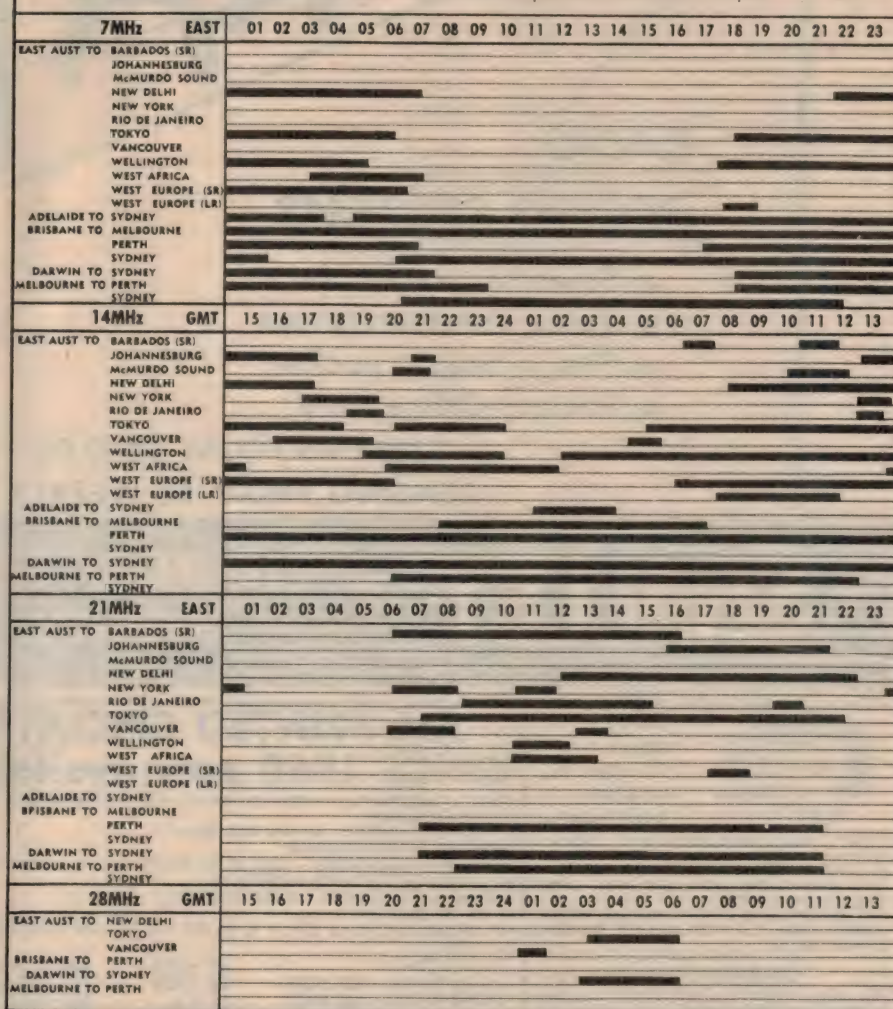 7MHz EAST 01 02 03 04 05 06 07 08 09 10 11 12 13 14 15 16 17 18 19 20 21 22 23
EAST AUST TO BARBADOS (SR)
JOHANNESBURG
McMURDO SOUND
NEW DELHI
NEW YORK
RIO DE JANEIRO
TOKYO
VANCOUVER
WELLINGTON
WEST AFRICA
WEST EUROPE (SR)
WEST EUROPE (LR)
ADELAIDE TO SYDNEY
BRISBANE TO MELBOURNE
PERTH
SYDNEY
DARWIN TO SYDNEY
MELBOURNE TO PERTH
SYDNEY
14MHz GMT 15 16 17 18 19 20 21 22 23 24 01 02 03 04 05 06 07 08 09 10 11 12 13
EAST AUST TO BARBADOS (SR)
JOHANNESBURG
McMURDO SOUND
NEW DELHI
NEW YORK
RIO DE JANEIRO
TOKYO
VANCOUVER
WELLINGTON
WEST AFRICA
WEST EUROPE (SR)
WEST EUROPE (LR)
ADELAIDE TO SYDNEY
BRISBANE TO MELBOURNE
PERTH
SYDNEY
DARWIN TO SYDNEY
MELBOURNE TO PERTH
SYDNEY
21MHz EAST 01 02 03 04 05 06 07 08 09 10 11 12 13 14 15 16 17 18 19 20 21 22 23
EAST AUST TO BARBADOS (SR)
JOHANNESBURG
McMURDO SOUND
NEW DELHI
NEW YORK
RIO DE JANEIRO
TOKYO
VANCOUVER
WELLINGTON
WEST AFRICA
WEST EUROPE (SR)
WEST EUROPE (LR)
ADELAIDE TO SYDNEY
BRISBANE TO MELBOURNE
PERTH
SYDNEY
DARWIN TO SYDNEY
MELBOURNE TO PERTH
SYDNEY
28MHz GMT 15 16 17 18 19 20 21 22 23 24 01 02 03 04 05 06 07 08 09 10 11 12 13
EAST AUST TO NEW DELHI
TOKYO
VANCOUVER
BRISBANE TO PERTH
DARWIN TO SYDNEY
MELBOURNE TO PERTH